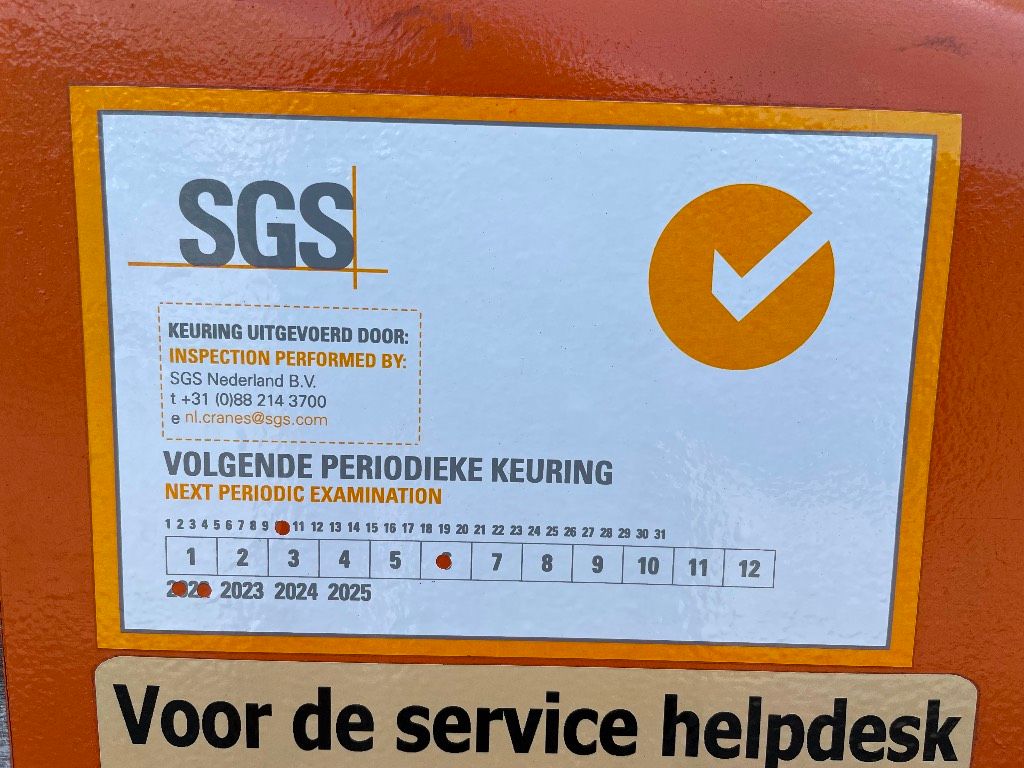 SGS
KEURING UITGEVOERD DOOR:
INSPECTION PERFORMED BY:
SGS Nederland B.V.
t +31 (0)88 214 3700
e nl.cranes@sgs.com
VOLGENDE PERIODIEKE KEURING
NEXT PERIODIC EXAMINATION
1 2 3 4 5 6 7 8 9 11 12 13 14 15 16 17 18 19 20 21 22 23 24 25 26 27 28 29 30 31
1 2 3 4 5 6 7 8 9 10 11 12
2023 2024 2025
Voor de service helpdesk